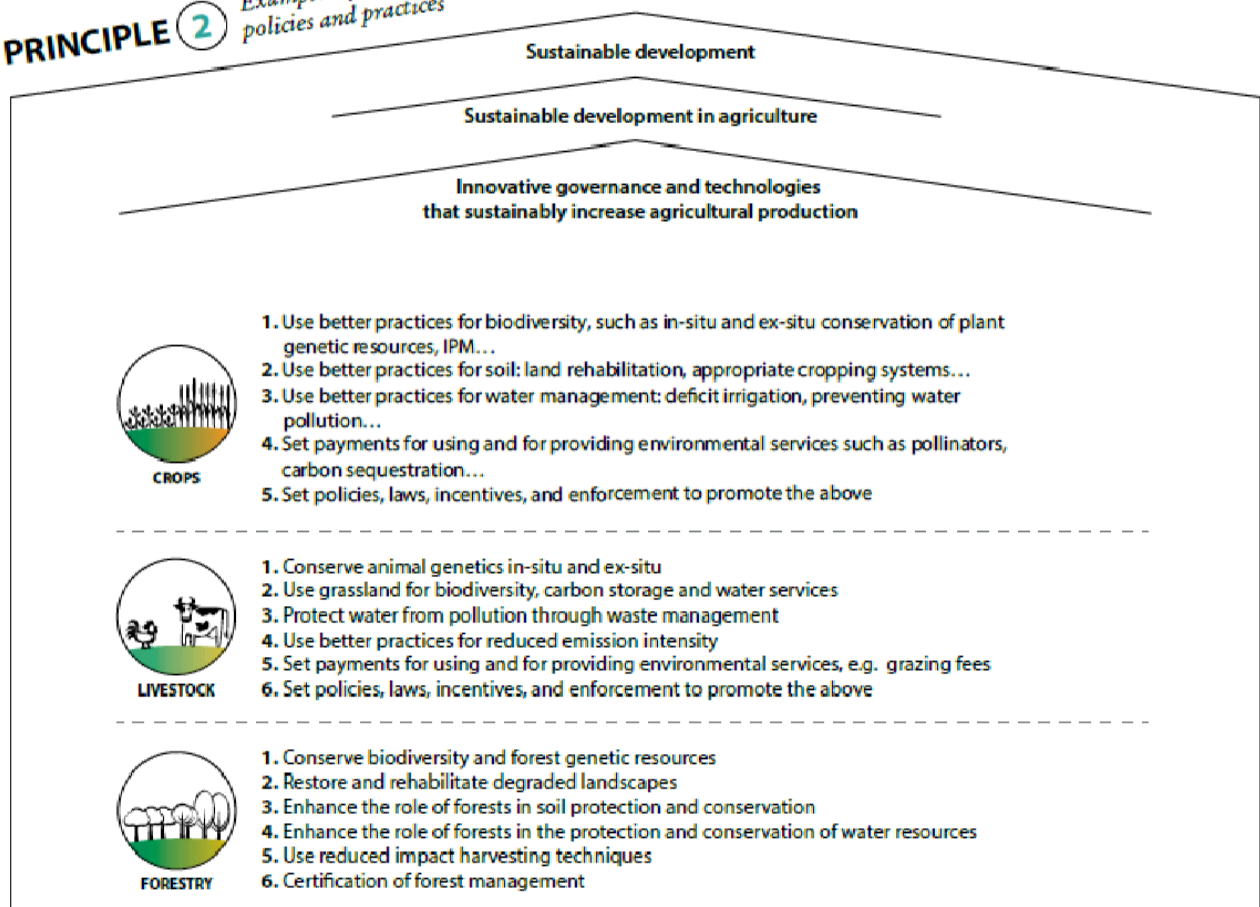 PRINCIPLE 2
policies and practices
Sustainable development
Sustainable development in agriculture
Innovative governance and technologies
that sustainably increase agricultural production
1. Use better practices for biodiversity, such as in-situ and ex-situ conservation of plant
genetic resources, IPM...
2. Use better practices for soil: land rehabilitation, appropriate cropping systems...
3. Use better practices for water management: deficit irrigation, preventing water
pollution...
4. Set payments for using and for providing environmental services such as pollinators,
carbon sequestration...
5. Set policies, laws, incentives, and enforcement to promote the above
CROPS
1. Conserve animal genetics in-situ and ex-situ
2. Use grassland for biodiversity, carbon storage and water services
3. Protect water from pollution through waste management
4. Use better practices for reduced emission intensity
5. Set payments for using and for providing environmental services, e.g. grazing fees
6. Set policies, laws, incentives, and enforcement to promote the above
LIVESTOCK
1. Conserve biodiversity and forest genetic resources
2. Restore and rehabilitate degraded landscapes
3. Enhance the role of forests in soil protection and conservation
4. Enhance the role of forests in the protection and conservation of water resources
5. Use reduced impact harvesting techniques
6. Certification of forest management
FORESTRY